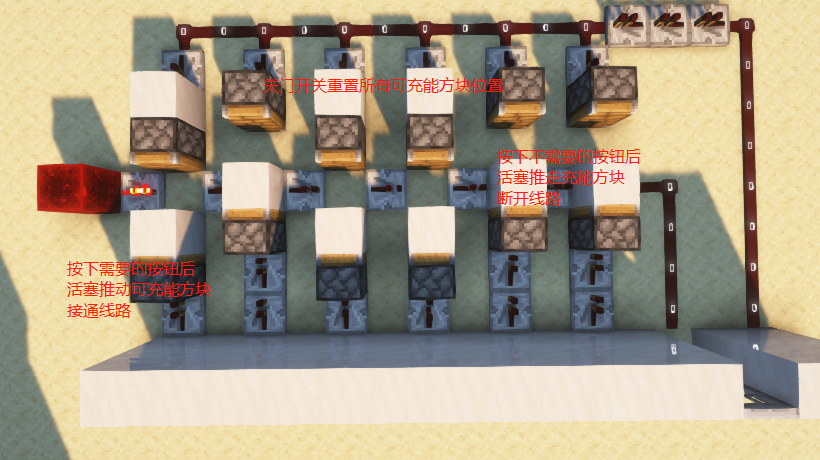 关门开关重置所有可充能方块位置
按下不需要的按钮后
活塞推走充能方块
断开线路
按下需要的按钮后
活塞推动可充能方块
接通线路